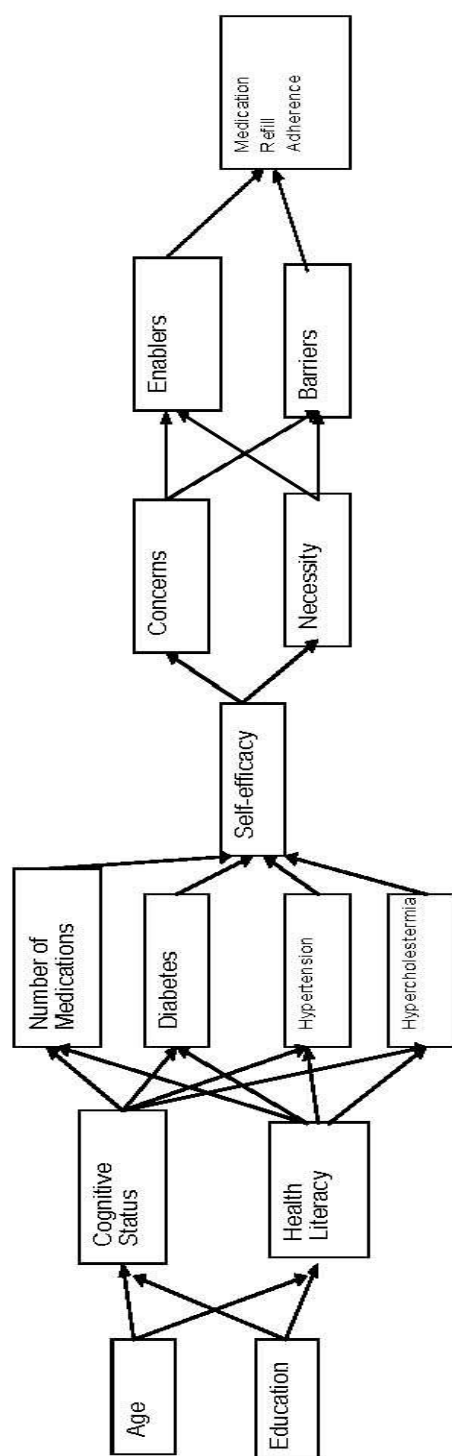 Age
Education
Cognitive
Status
Health
Literacy
Number of
Medications
Diabetes
Hypertension
Hypercholestermia
Self-efficacy
Concerns
Necessity
Enablers
Barriers
Medication
Refill
Adherence